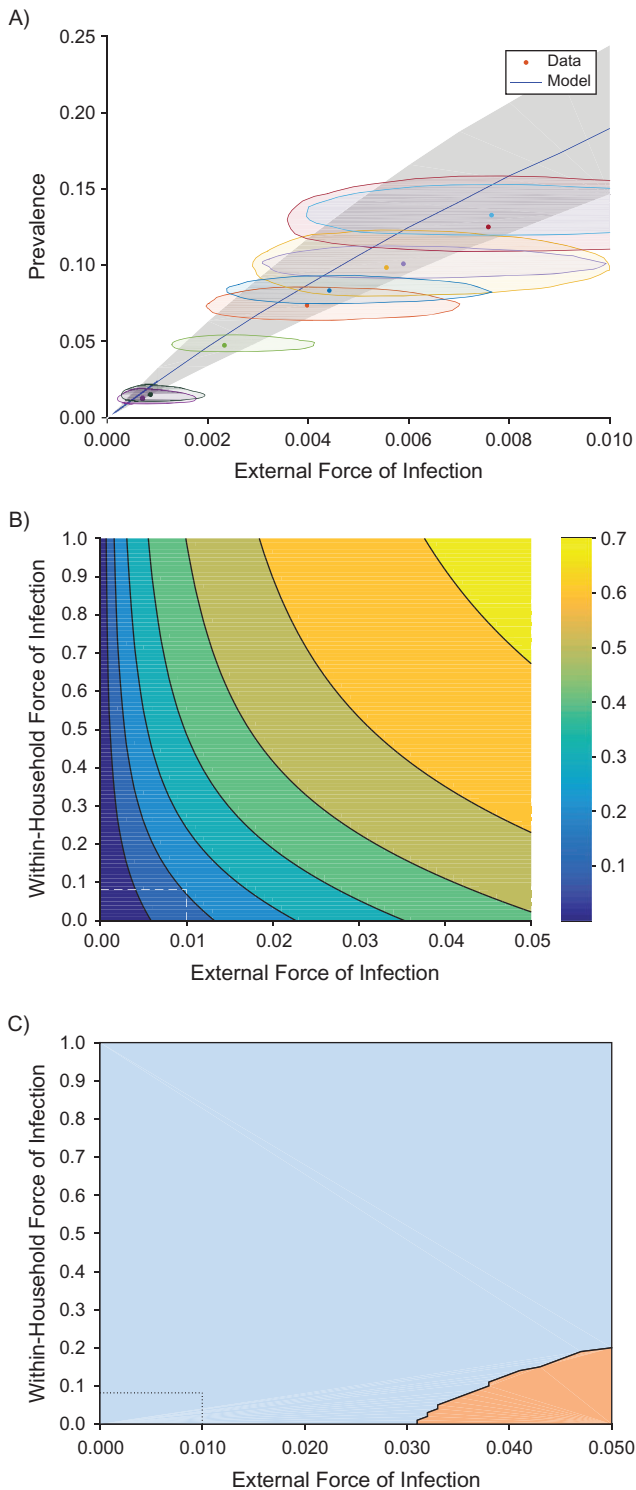 A)
0.25
0.20
0.15
0.10
0.05
0.00
Prevalence
Data
Model
0.000 0.002 0.004 0.006 0.008 0.010
External Force of Infection
B)
1.0
0.9
0.8
0.7
0.6
0.5
0.4
0.3
0.2
0.1
0.0
Within-Household Force of Infection
0.00 0.01 0.02 0.03 0.04 0.05
External Force of Infection
0.7
0.6
0.5
0.4
0.3
0.2
0.1
C)
1.0
0.9
0.8
0.7
0.6
0.5
0.4
0.3
0.2
0.1
0.0
Within-Household Force of Infection
0.000 0.010 0.020 0.030 0.040 0.050
External Force of Infection